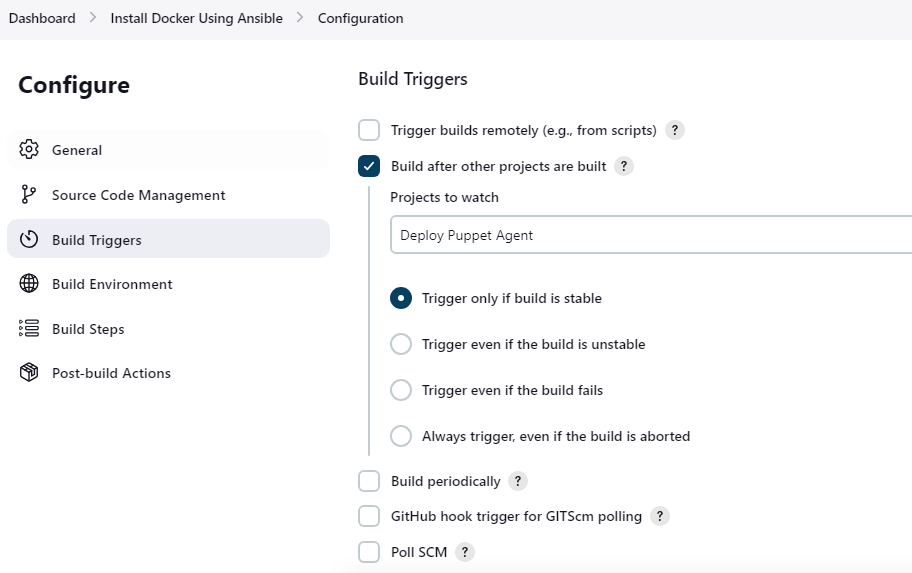 Dashboard > Install Docker Using Ansible > Configuration
Configure
General
Source Code Management
Build Triggers
Build Environment
Build Steps
Post-build Actions
Build Triggers
Trigger builds remotely (e.g., from scripts) ?
Build after other projects are built ?
Projects to watch
Deploy Puppet Agent
Trigger only if build is stable
Trigger even if the build is unstable
Trigger even if the build fails
Always trigger, even if the build is aborted
Build periodically ?
GitHub hook trigger for GITScm polling ?
Poll SCM ?